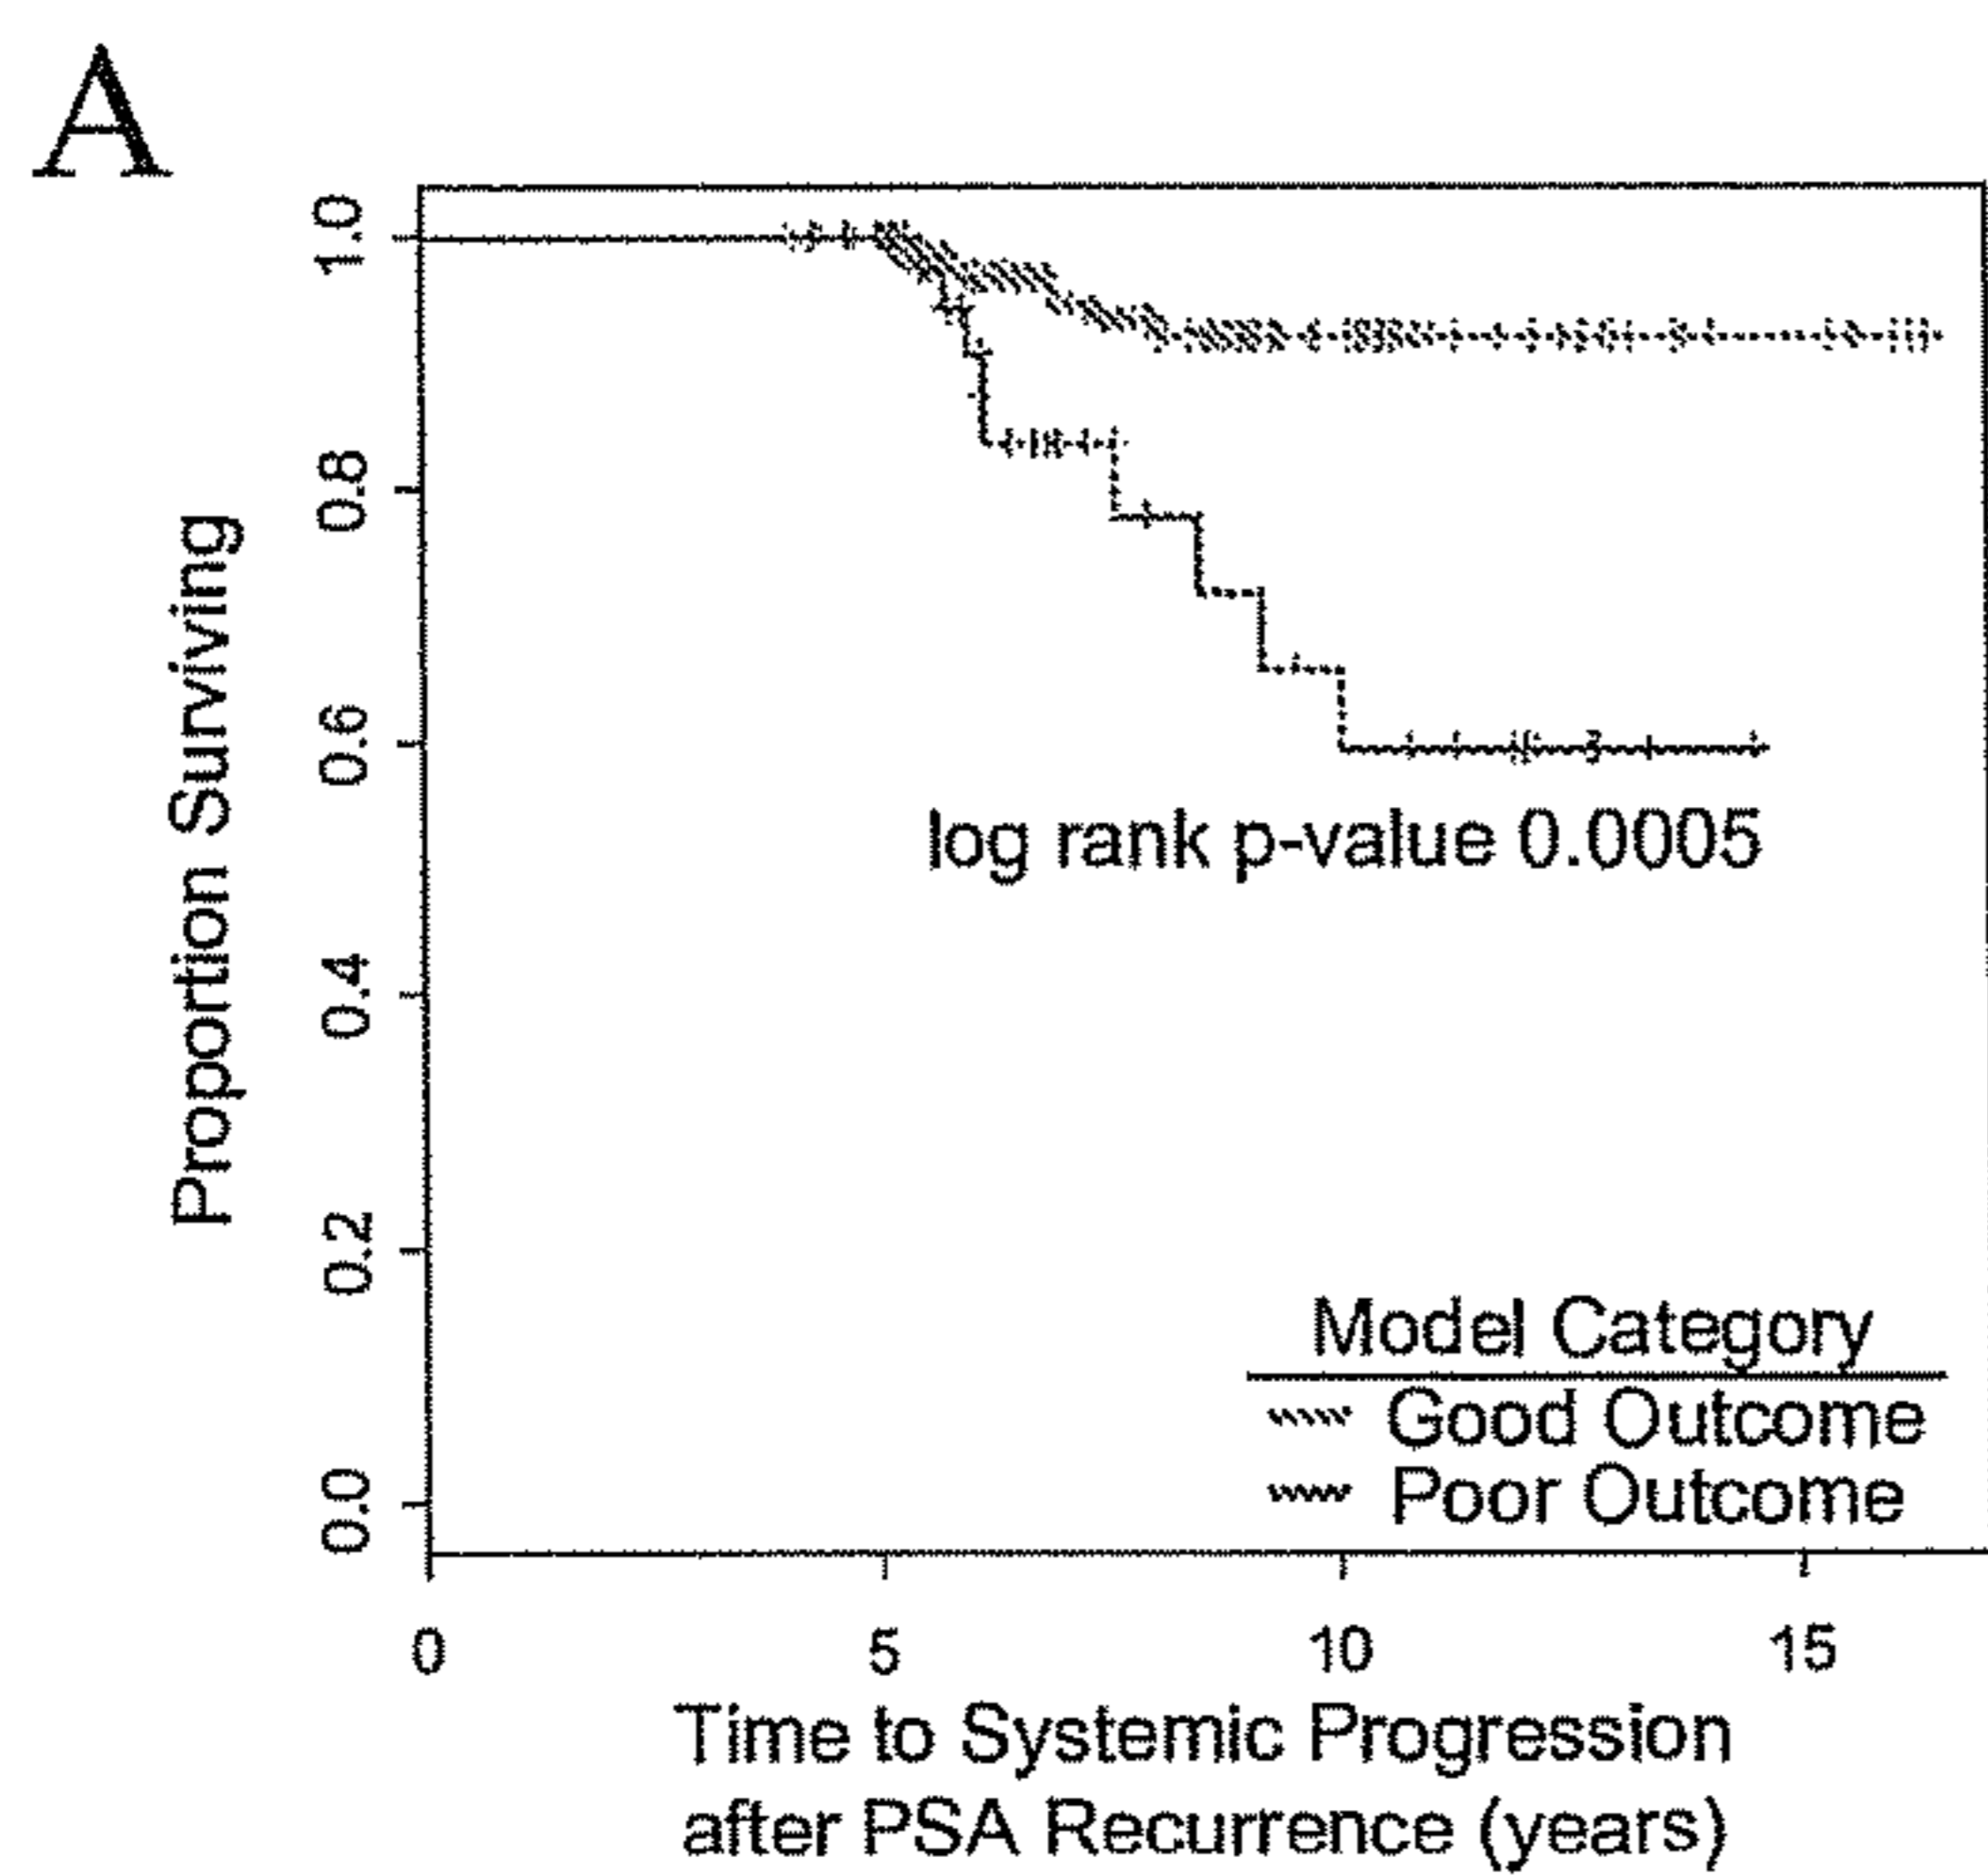 A
1.0
0.8
0.6
0.4
0.2
0.0
Proportion Surviving
log rank p-value 0.0005
Model Category
Good Outcome
Poor Outcome
0 5 10 15
Time to Systemic Progression
after PSA Recurrence (years)